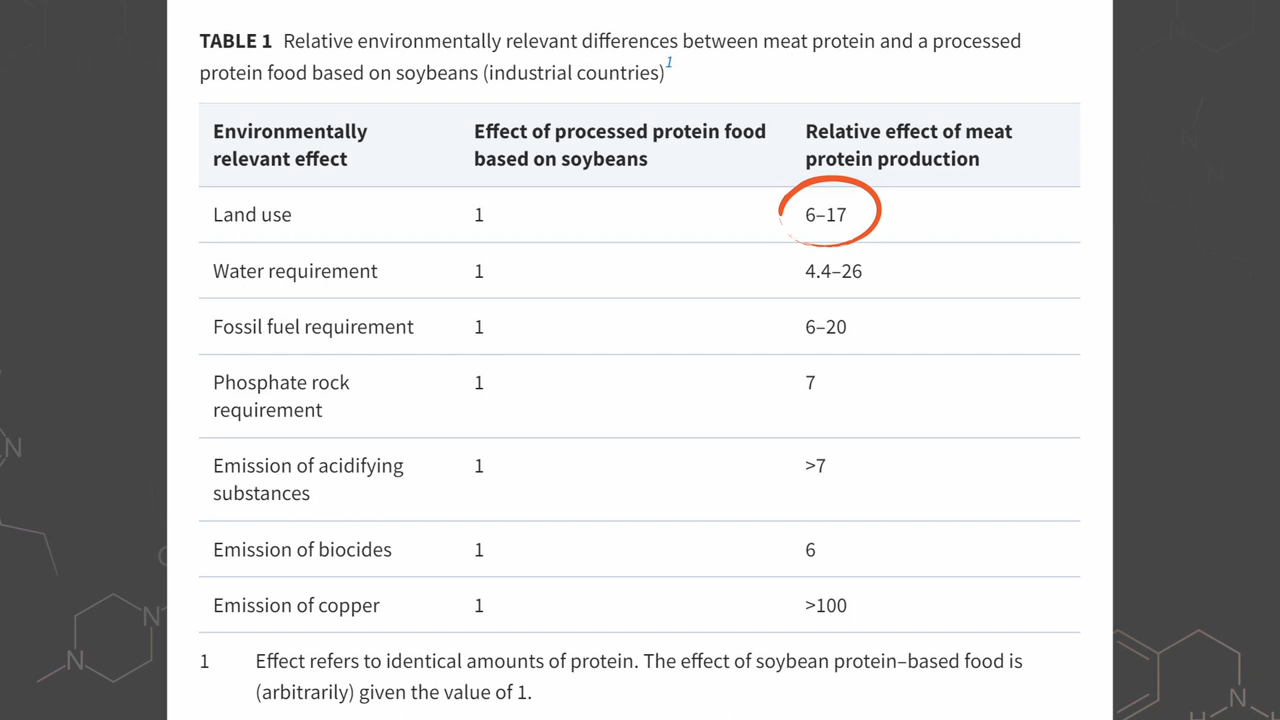 TABLE 1 Relative environmentally relevant differences between meat protein and a processed
protein food based on soybeans (industrial countries)1
Environmentally relevant effect
Effect of processed protein food based on soybeans
Relative effect of meat protein production
Land use 1 6–17
Water requirement 1 4.4–26
Fossil fuel requirement 1 6–20
Phosphate rock requirement 1 7
Emission of acidifying substances 1 >7
Emission of biocides 1 6
Emission of copper 1 >100
1 Effect refers to identical amounts of protein. The effect of soybean protein–based food is
(arbitrarily) given the value of 1.
N
N
N
N
N
N